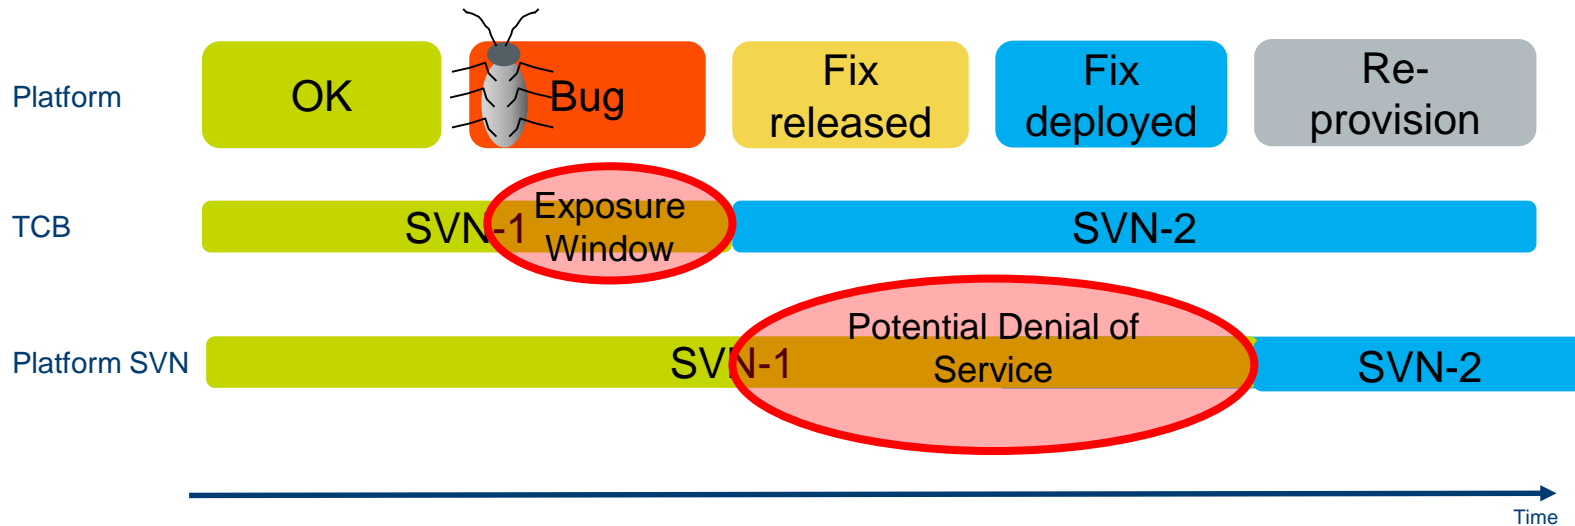 Platform
OK
Bug
Fix
released
Fix
deployed
Re-
provision
TCB
SVN-1
Exposure
Window
SVN-2
Platform SVN
SVN-1
Potential Denial of
Service
SVN-2
Time